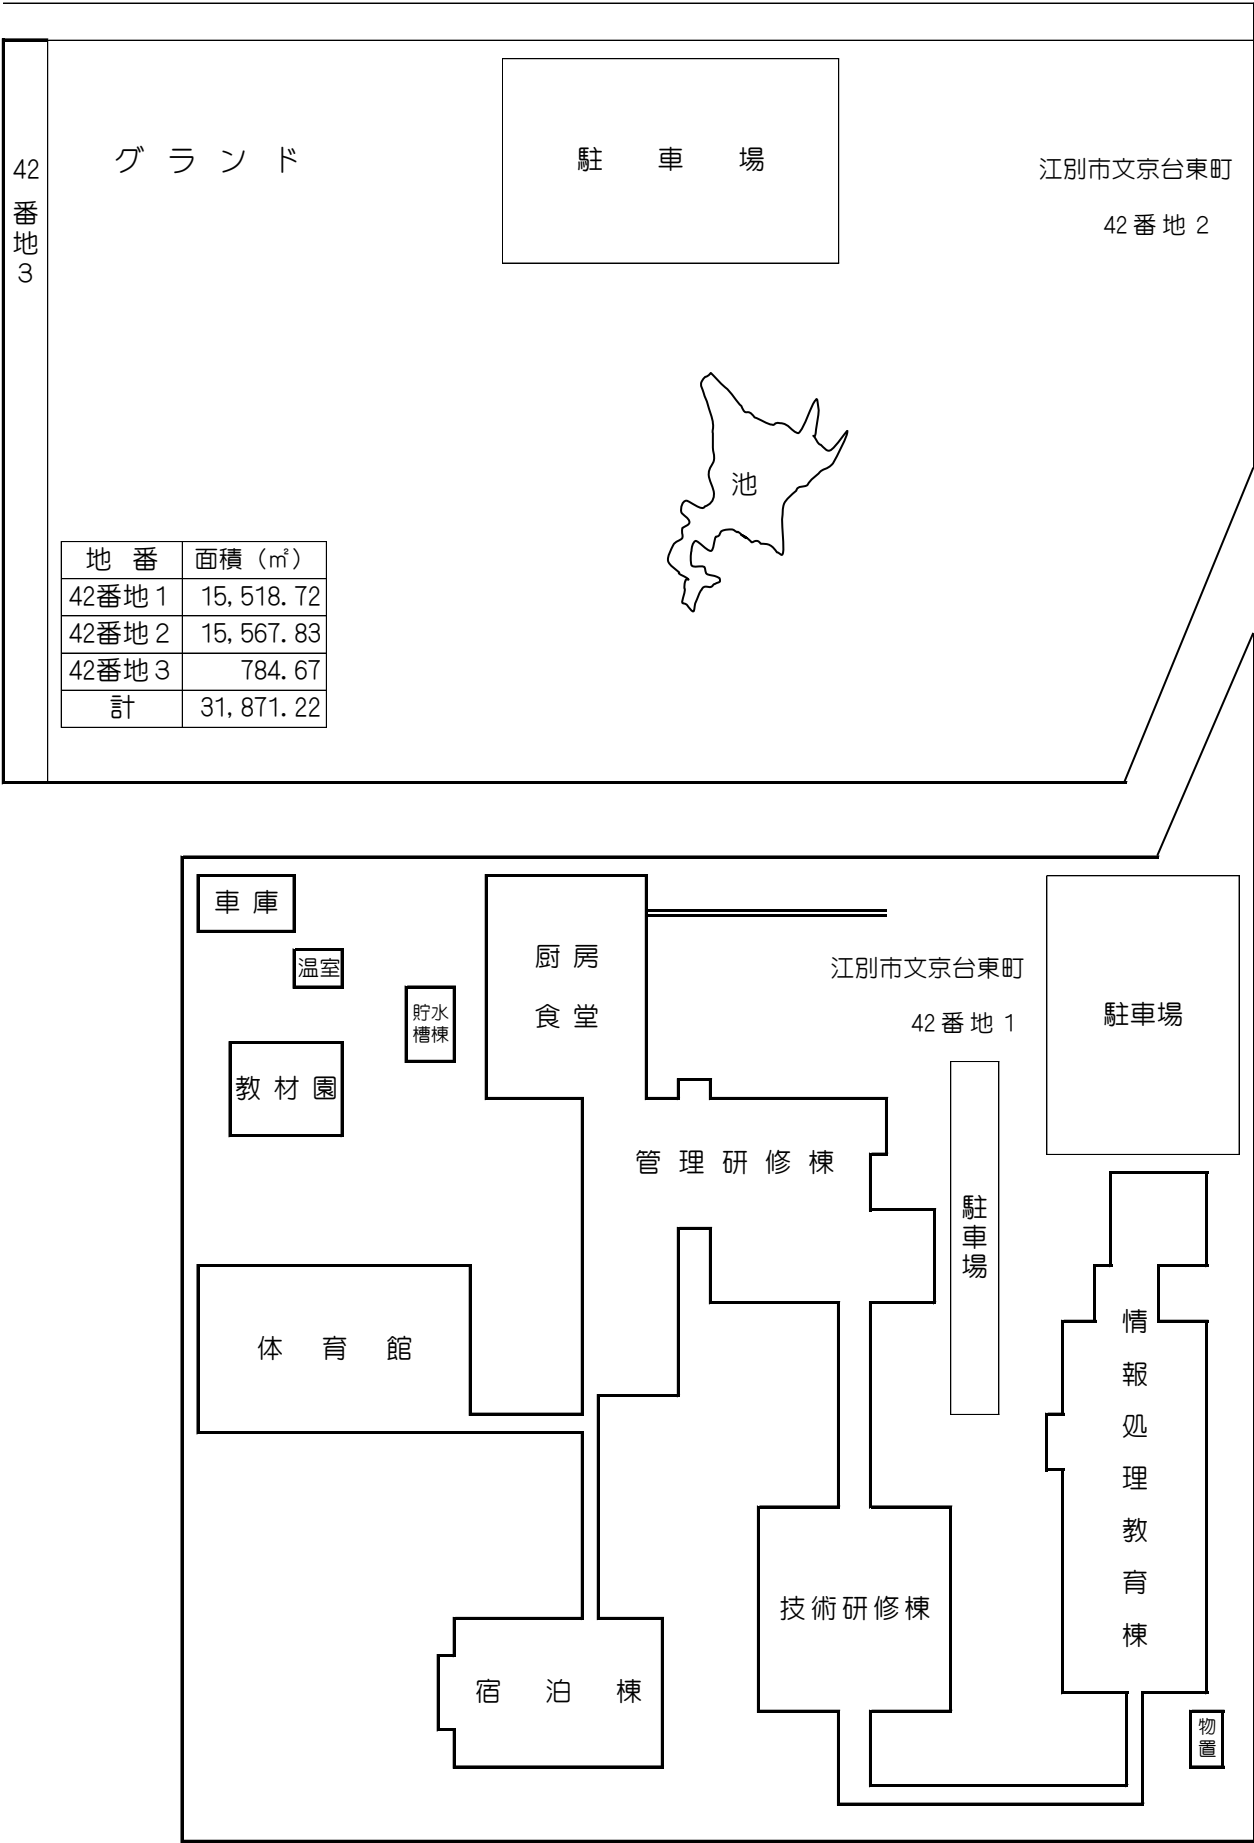 42番地3
グランド
駐車場
江別市文京台東町
42番地2
池
地番 面積（㎡）
42番地1 15,518.72
42番地2 15,567.83
42番地3 784.67
計 31,871.22
車庫
温室
貯水
槽棟
教材園
厨房
食堂
江別市文京台東町
42番地1
駐車場
管理研修棟
駐車場
体育館
情報処理教育棟
技術研修棟
宿泊棟
物置